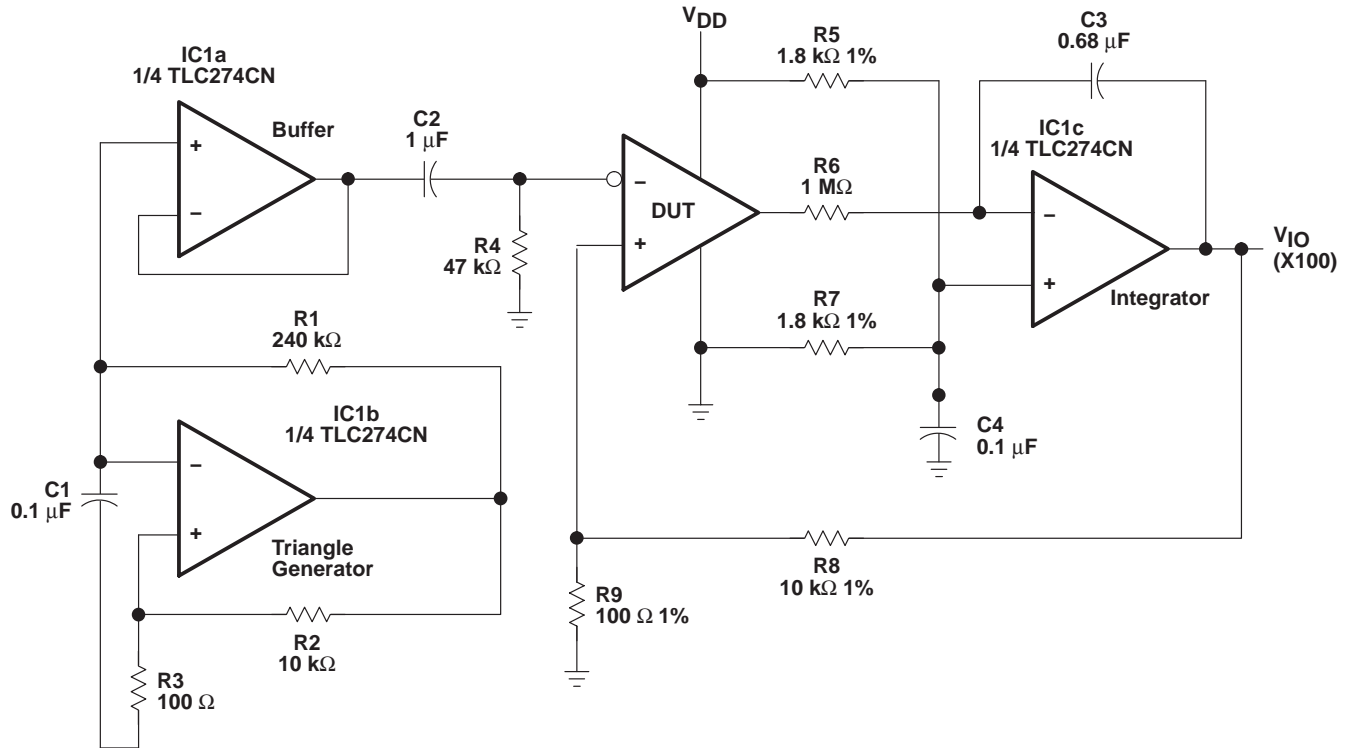 IC1a
1/4 TLC274CN
+
−
Buffer
C2
1 µF
R4
47 kΩ
VDD
R5
1.8 kΩ 1%
−
DUT
+
R6
1 MΩ
R7
1.8 kΩ 1%
C3
0.68 µF
IC1c
1/4 TLC274CN
−
+
Integrator
VIO
(X100)
C4
0.1 µF
R1
240 kΩ
IC1b
1/4 TLC274CN
−
+
Triangle
Generator
C1
0.1 µF
R2
10 kΩ
R3
100 Ω
R8
10 kΩ 1%
R9
100 Ω 1%